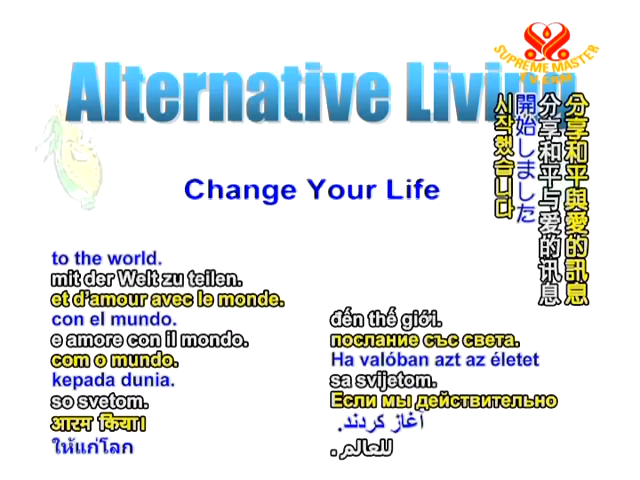 SUPREME MASTER
TV.com
Alternative Living
Change Your Life
分享和平與愛的訊息
分享和平与爱的讯息
開始しました
시작했습니다
to the world.
mit der Welt zu teilen.
et d'amour avec le monde.
con el mundo.
e amore con il mondo.
com o mundo.
kepada dunia.
so svetom.
आरम किया।
ให้แก่โลก
đến thế giới.
послание със света.
Ha valóban azt az életet
sa svijetom.
Если мы действительно
آغاز کردند.
للعالم.